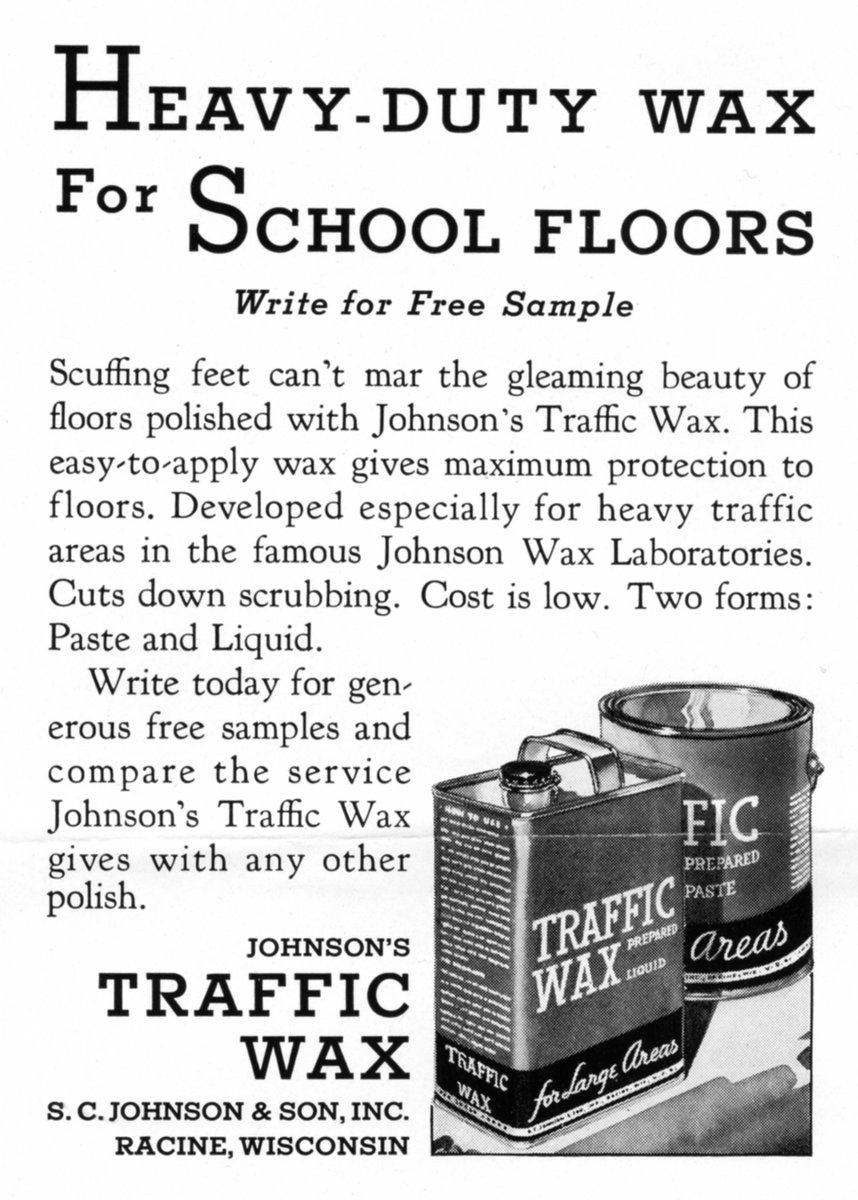 HEAVY-DUTY WAX
For SCHOOL FLOORS
Write for Free Sample
Scuffing feet can't mar the gleaming beauty of
floors polished with Johnson's Traffic Wax. This
easy-to-apply wax gives maximum protection to
floors. Developed especially for heavy traffic
areas in the famous Johnson Wax Laboratories.
Cuts down scrubbing. Cost is low. Two forms:
Paste and Liquid.
Write today for gen-
erous free samples and
compare the service
Johnson's Traffic Wax
gives with any other
polish.
JOHNSON'S
TRAFFIC
WAX
S. C. JOHNSON & SON, INC.
RACINE, WISCONSIN
HOW TO USE
TRAFFIC
WAX
PREPARED
LIQUID
for Large Areas
TRAFFIC
WAX
FIC
PREPARED
PASTE
Areas